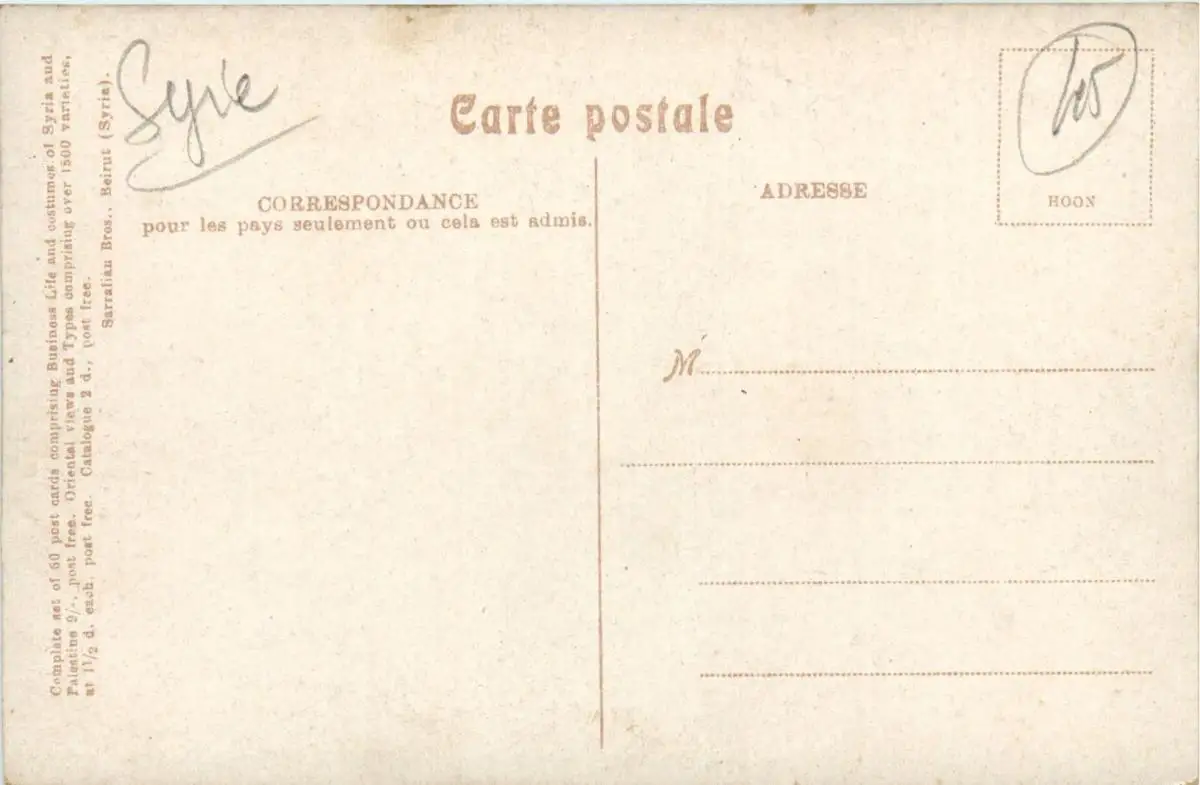 Complete set of 60 post cards comprising Business Life and costumes of Syria and
Palestine 9/-, post free. Oriental views and Types comprising over 1500 varieties,
at 1 1/2 d. each. post free. Catalogue 2 d., post free.
Sarrafian Bros., Beirut (Syria).
Syrie
Carte postale
CORRESPONDANCE
pour les pays seulement ou cela est admis.
ADRESSE
HOON
M